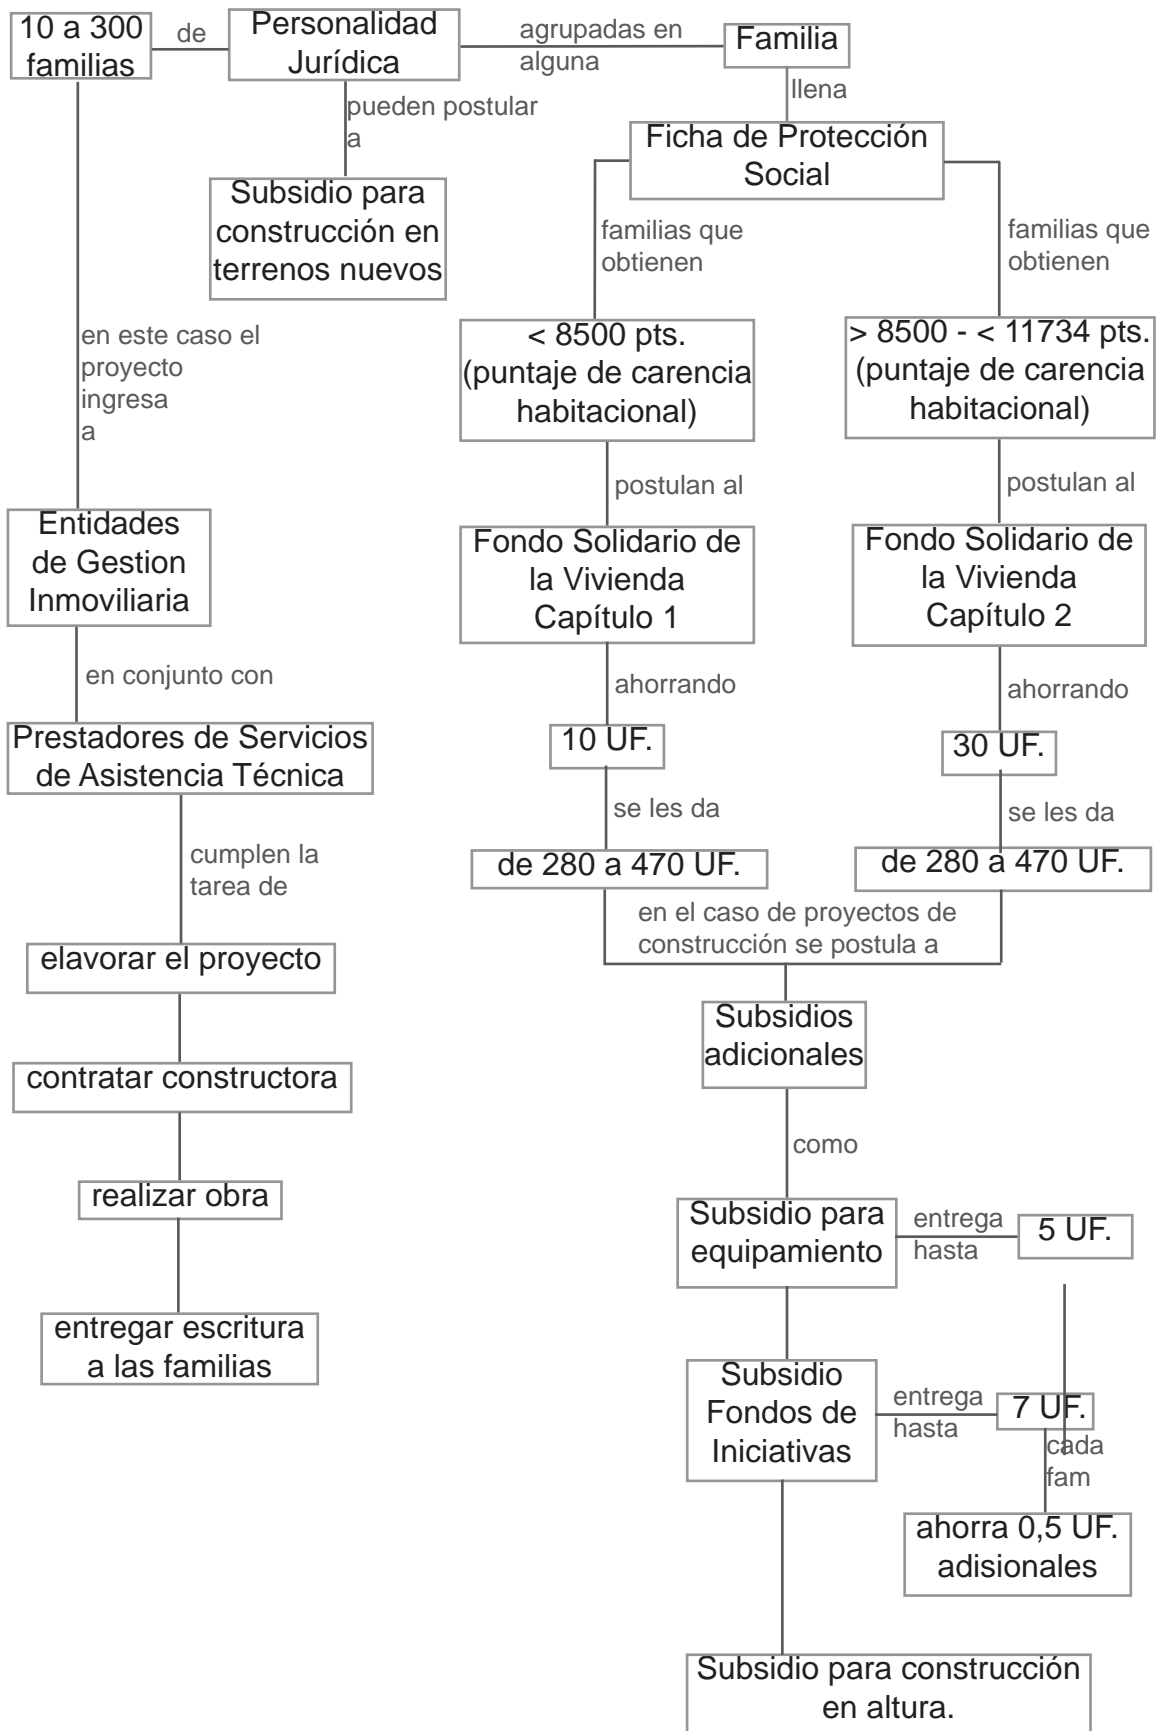 10 a 300
familias
de
Personalidad
Jurídica
agrupadas en
alguna
Familia
llena
pueden postular
a
Ficha de Protección
Social
Subsidio para
construcción en
terrenos nuevos
familias que
obtienen
familias que
obtienen
en este caso el
proyecto
ingresa
a
< 8500 pts.
(puntaje de carencia
habitacional)
> 8500 - < 11734 pts.
(puntaje de carencia
habitacional)
postulan al
postulan al
Entidades
de Gestion
Inmoviliaria
Fondo Solidario de
la Vivienda
Capítulo 1
Fondo Solidario de
la Vivienda
Capítulo 2
en conjunto con
ahorrando
ahorrando
Prestadores de Servicios
de Asistencia Técnica
10 UF.
30 UF.
se les da
se les da
cumplen la
tarea de
de 280 a 470 UF.
de 280 a 470 UF.
en el caso de proyectos de
construcción se postula a
elavorar el proyecto
Subsidios
adicionales
contratar constructora
como
realizar obra
Subsidio para
equipamiento
entrega
hasta
5 UF.
entregar escritura
a las familias
Subsidio
Fondos de
Iniciativas
entrega
hasta
7 UF.
cada
fam
ahorra 0,5 UF.
adisionales
Subsidio para construcción
en altura.